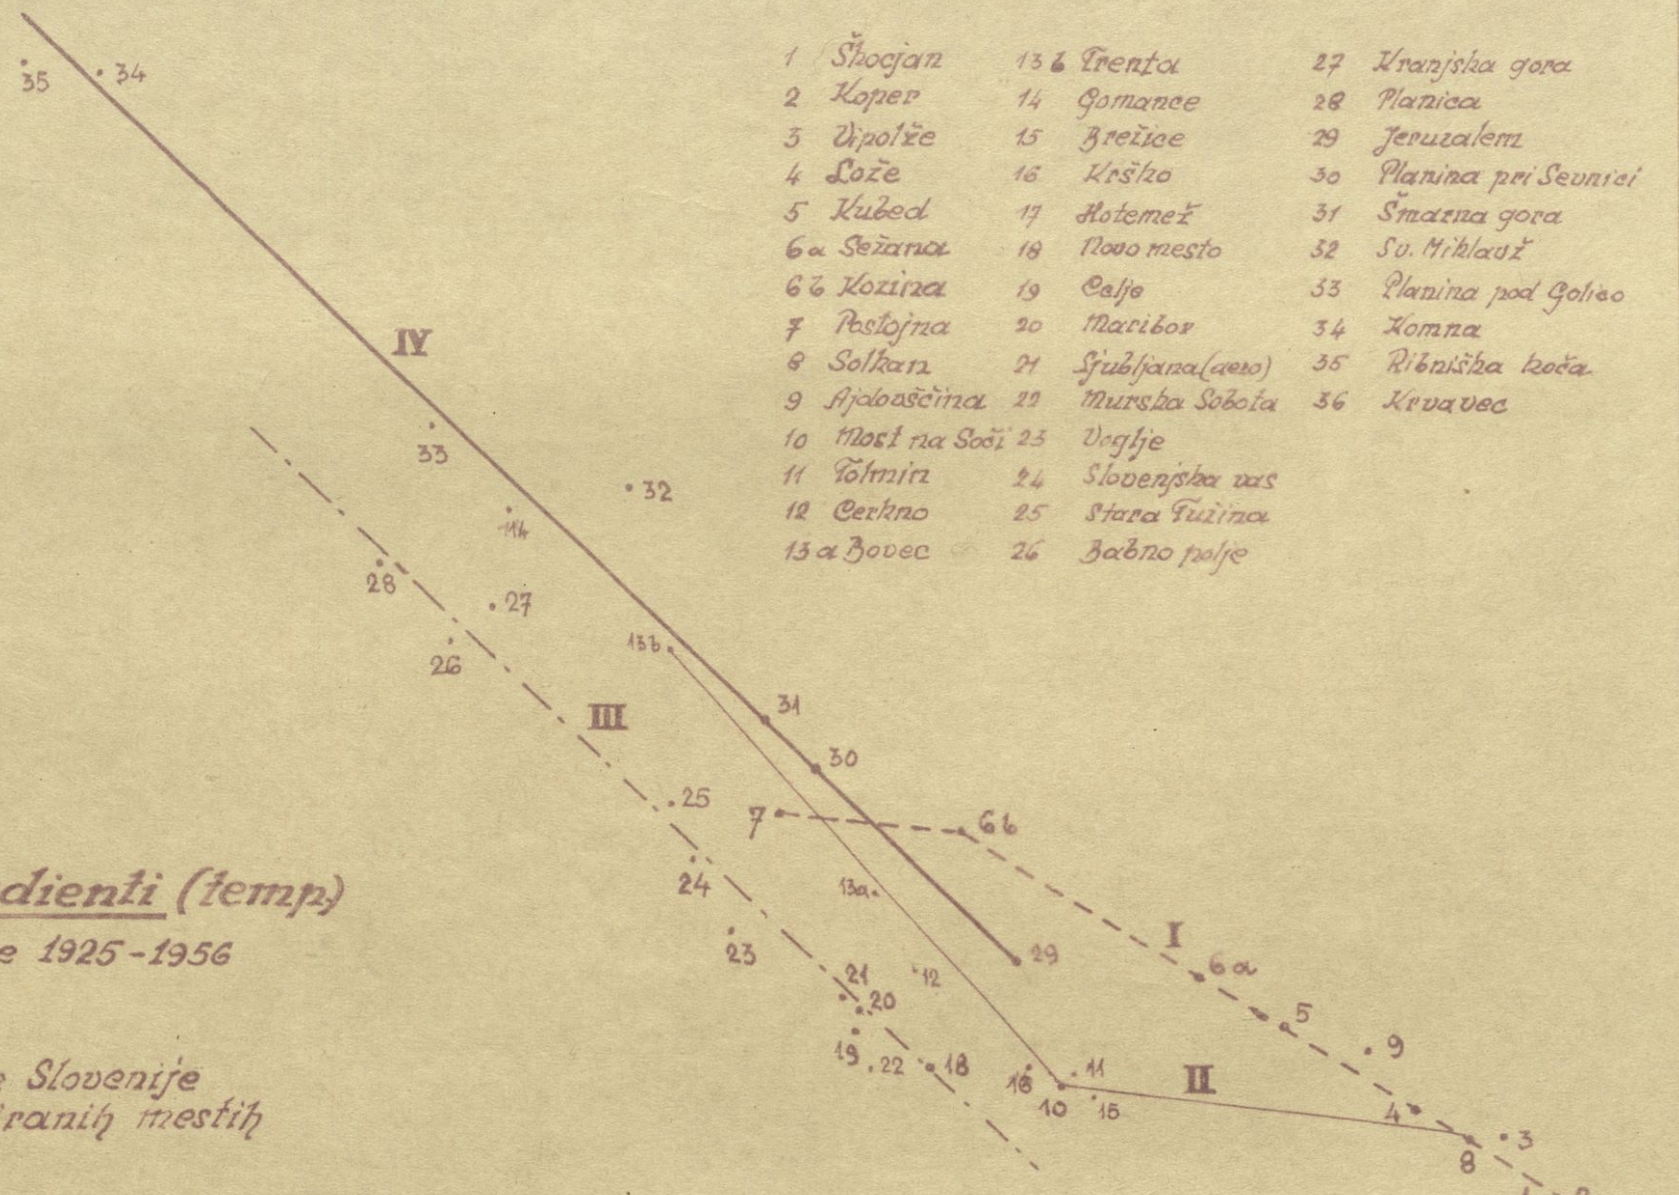 1 Škocjan
2 Koper
3 Vipolže
4 Lože
5 Kubed
6a Sežana
6b Kozina
7 Postojna
8 Solkan
9 Ajdovščina
10 Most na Soči
11 Tolmin
12 Cerkno
13a Bovec
13b Trenta
14 Gomance
15 Brežice
16 Krško
17 Hotemež
18 Novo mesto
19 Celje
20 Maribor
21 Ljubljana (aero)
22 Murska Sobota
23 Voglje
24 Slovenjska vas
25 Stara Fužina
26 Babno polje
27 Kranjska gora
28 Planica
29 Jeruzalem
30 Planina pri Sevnici
31 Šmarna gora
32 Sv. Miklavž
33 Planina pod Golico
34 Komna
35 Ribniška koča
36 Krvavec
35
34
IV
33
32
14
28
27
26
13b
III
31
30
25
7
6b
24
13a
dienti (temp.)
e 1925-1956
23
I
29
6a
21
12
20
5
19
22
18
9
16
11
10
15
II
4
e Slovenije
iranih mestih
3
8